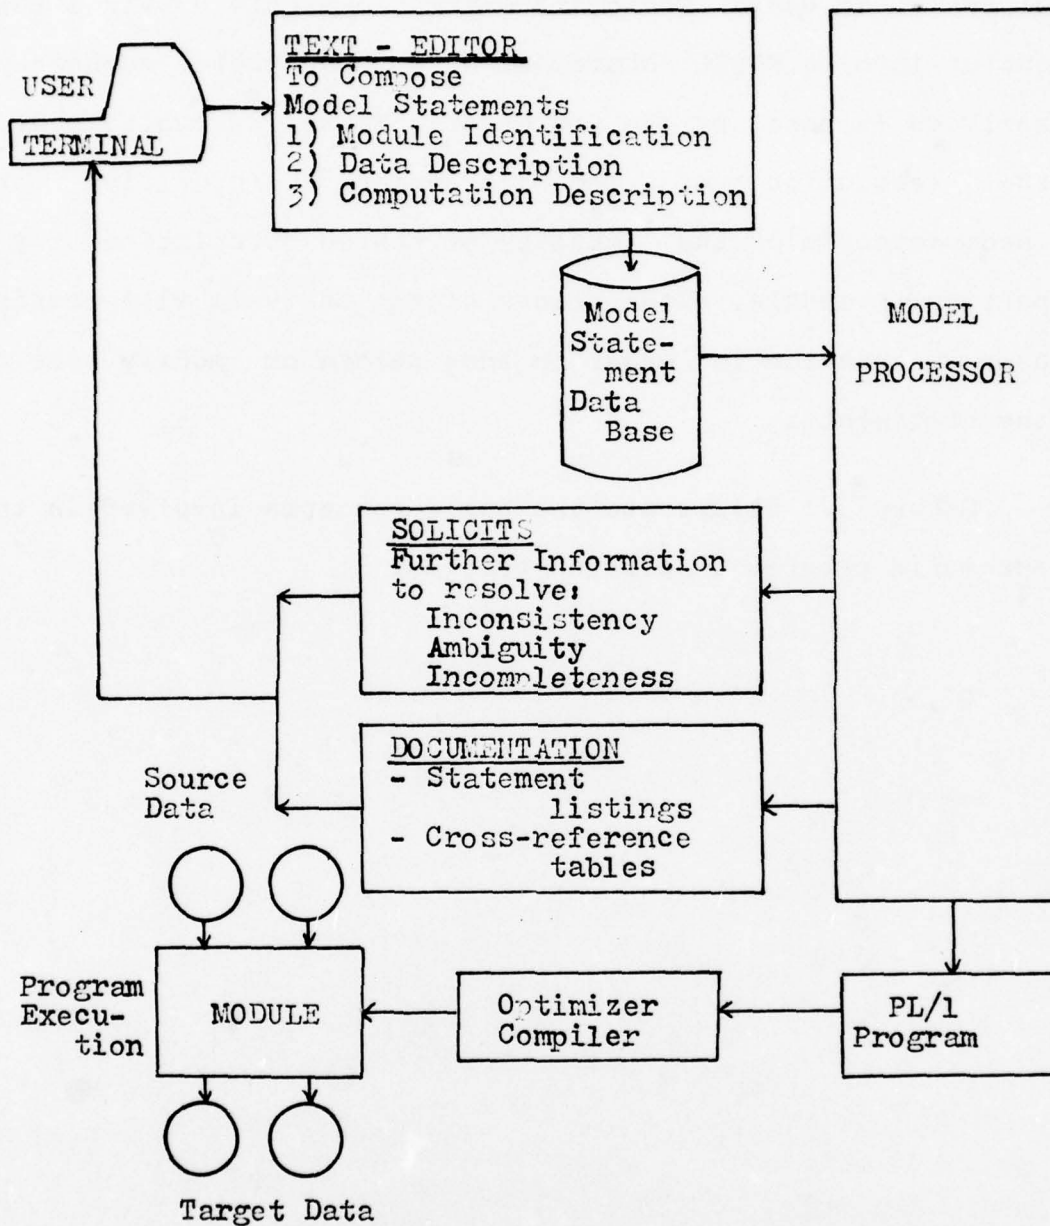 TEXT - EDITOR
To Compose
Model Statements
1) Module Identification
2) Data Description
3) Computation Description
USER
TERMINAL
Model
State-
ment
Data
Base
MODEL
PROCESSOR
SOLICITS
Further Information
to resolve:
Inconsistency
Ambiguity
Incompleteness
DOCUMENTATION
- Statement
listings
- Cross-reference
tables
Source
Data
Program
Execu-
tion
MODULE
Optimizer
Compiler
PL/1
Program
Target Data